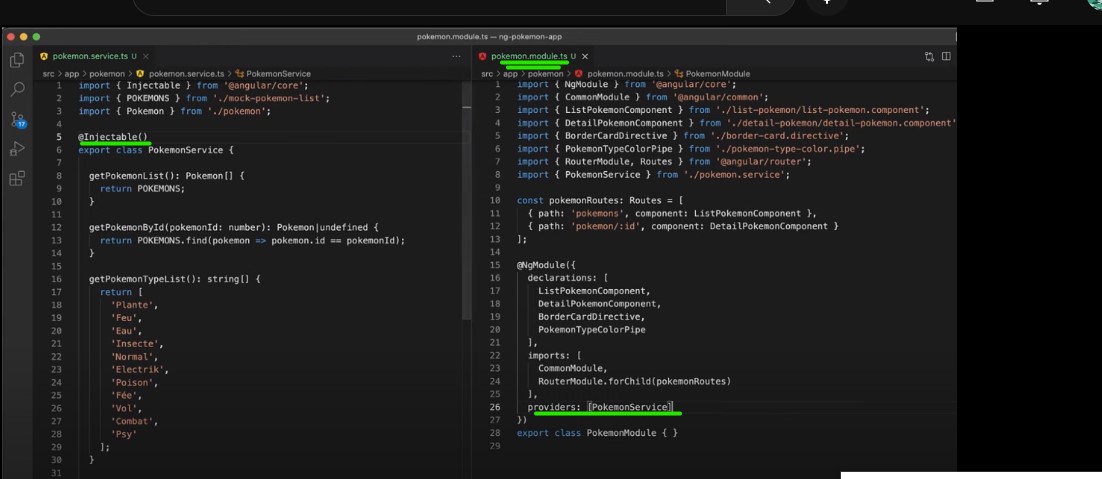 pokemon.module.ts — ng-pokemon-app
pokemon.service.ts U ×
src > app > pokemon > pokemon.service.ts > PokemonService
1 import { Injectable } from '@angular/core';
2 import { POKEMONS } from './mock-pokemon-list';
3 import { Pokemon } from './pokemon';
4
5 @Injectable()
6 export class PokemonService {
7
8 getPokemonList(): Pokemon[] {
9 return POKEMONS;
10 }
11
12 getPokemonById(pokemonId: number): Pokemon|undefined {
13 return POKEMONS.find(pokemon => pokemon.id == pokemonId);
14 }
15
16 getPokemonTypeList(): string[] {
17 return [
18 'Plante',
19 'Feu',
20 'Eau',
21 'Insecte',
22 'Normal',
23 'Electrik',
24 'Poison',
25 'Fée',
26 'Vol',
27 'Combat',
28 'Psy'
29 ];
30 }
31
pokemon.module.ts U ×
src > app > pokemon > pokemon.module.ts > PokemonModule
1 import { NgModule } from '@angular/core';
2 import { CommonModule } from '@angular/common';
3 import { ListPokemonComponent } from './list-pokemon/list-pokemon.component';
4 import { DetailPokemonComponent } from './detail-pokemon/detail-pokemon.component'
5 import { BorderCardDirective } from './border-card.directive';
6 import { PokemonTypeColorPipe } from './pokemon-type-color.pipe';
7 import { RouterModule, Routes } from '@angular/router';
8 import { PokemonService } from './pokemon.service';
9
10 const pokemonRoutes: Routes = [
11 { path: 'pokemons', component: ListPokemonComponent },
12 { path: 'pokemon/:id', component: DetailPokemonComponent }
13 ];
14
15 @NgModule({
16 declarations: [
17 ListPokemonComponent,
18 DetailPokemonComponent,
19 BorderCardDirective,
20 PokemonTypeColorPipe
21 ],
22 imports: [
23 CommonModule,
24 RouterModule.forChild(pokemonRoutes)
25 ],
26 providers: [PokemonService]
27 })
28 export class PokemonModule { }
29